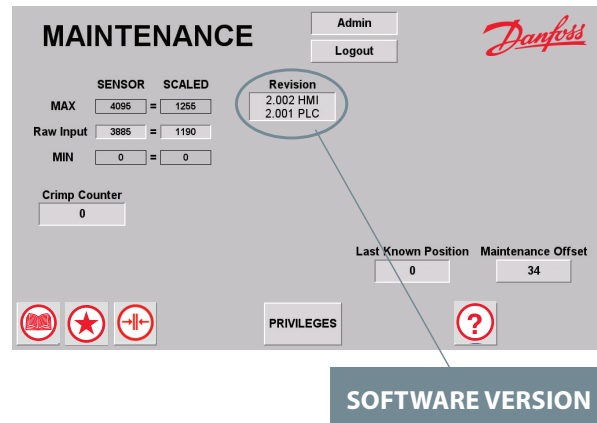 MAINTENANCE
Admin
Logout
Danfoss
SENSOR SCALED
MAX 4095 = 1255
Raw Input 3885 = 1190
MIN 0 = 0
Revision
2.002 HMI
2.001 PLC
Crimp Counter
0
Last Known Position
0
Maintenance Offset
34
PRIVILEGES
?
SOFTWARE VERSION